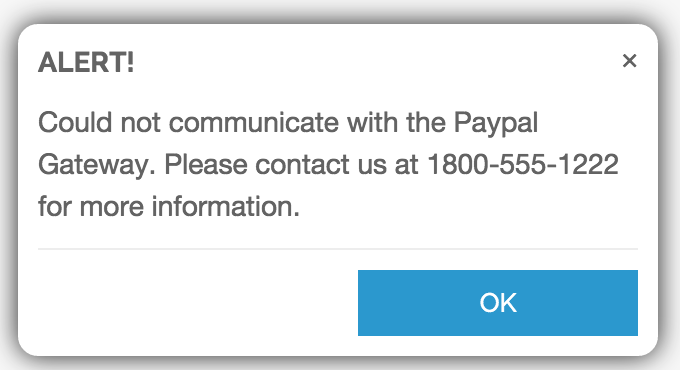 ALERT!
×
Could not communicate with the Paypal
Gateway. Please contact us at 1800-555-1222
for more information.
OK